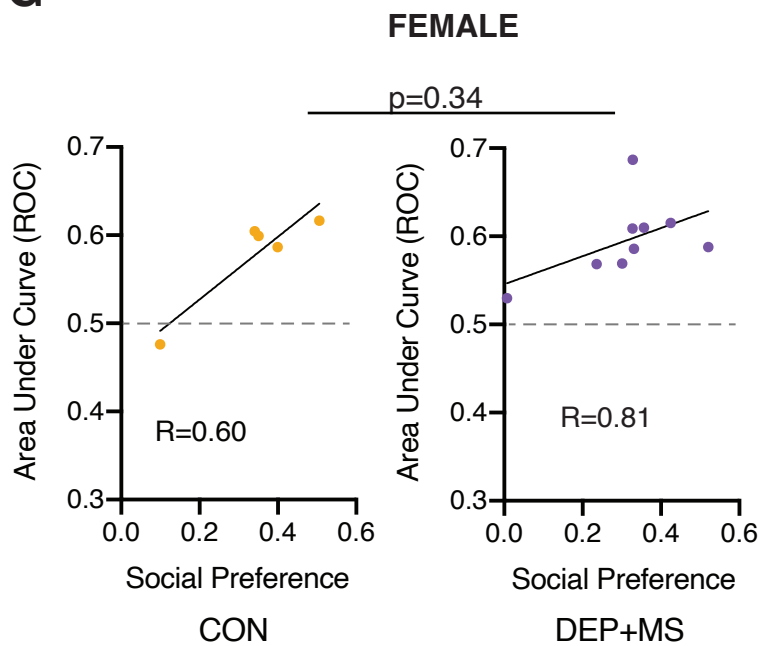 FEMALE
p=0.34
Area Under Curve (ROC)
0.7
0.6
0.5
0.4
0.3
R=0.60
0.0 0.2 0.4 0.6
Social Preference
CON
Area Under Curve (ROC)
0.7
0.6
0.5
0.4
0.3
R=0.81
0.0 0.2 0.4 0.6
Social Preference
DEP+MS